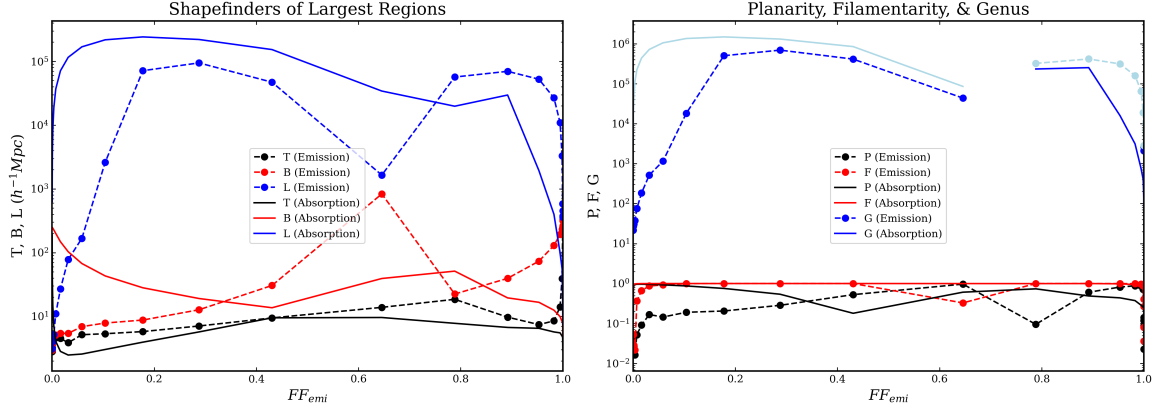 Shapefinders of Largest Regions
T, B, L (h⁻¹Mpc)
10⁵
10⁴
10³
10²
10¹
T (Emission)
B (Emission)
L (Emission)
T (Absorption)
B (Absorption)
L (Absorption)
0.0 0.2 0.4 0.6 0.8 1.0
FF_emi
Planarity, Filamentarity, & Genus
P, F, G
10⁶
10⁵
10⁴
10³
10²
10¹
10⁰
10⁻¹
10⁻²
P (Emission)
F (Emission)
P (Absorption)
F (Absorption)
G (Emission)
G (Absorption)
0.0 0.2 0.4 0.6 0.8 1.0
FF_emi